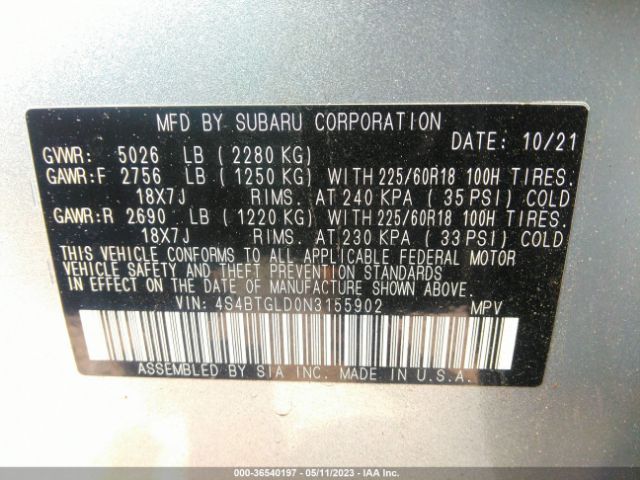 MFD BY SUBARU CORPORATION
DATE: 10/21
GVWR: 5026 LB (2280 KG)
GAWR:F 2756 LB (1250 KG) WITH 225/60R18 100H TIRES.
18X7J RIMS. AT 240 KPA ( 35 PSI) COLD
GAWR:R 2690 LB (1220 KG) WITH 225/60R18 100H TIRES.
18X7J RIMS. AT 230 KPA ( 33 PSI) COLD
THIS VEHICLE CONFORMS TO ALL APPLICABLE FEDERAL MOTOR
VEHICLE SAFETY AND THEFT PREVENTION STANDARDS
IN EFFECT ON THE DATE OF MANUFACTURE SHOWN ABOVE.
VIN: 4S4BTGLD0N3155902 MPV
ASSEMBLED BY SIA INC. MADE IN U.S.A.
000-36540197 - 05/11/2023 - IAA Inc.